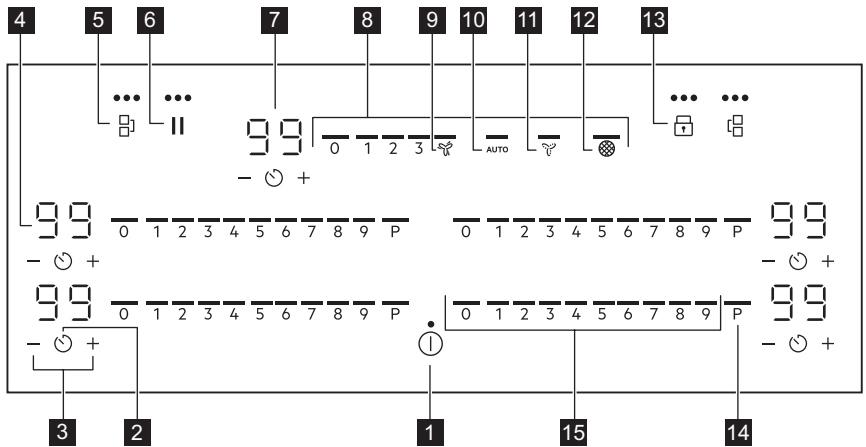 4 5 6 7 8 9 10 11 12 13
99 0 1 2 3 AUTO
− +
99 0 1 2 3 4 5 6 7 8 9 P 0 1 2 3 4 5 6 7 8 9 P 99
− + − +
99 0 1 2 3 4 5 6 7 8 9 P 0 1 2 3 4 5 6 7 8 9 P 99
− + − +
3 2 1 15 14